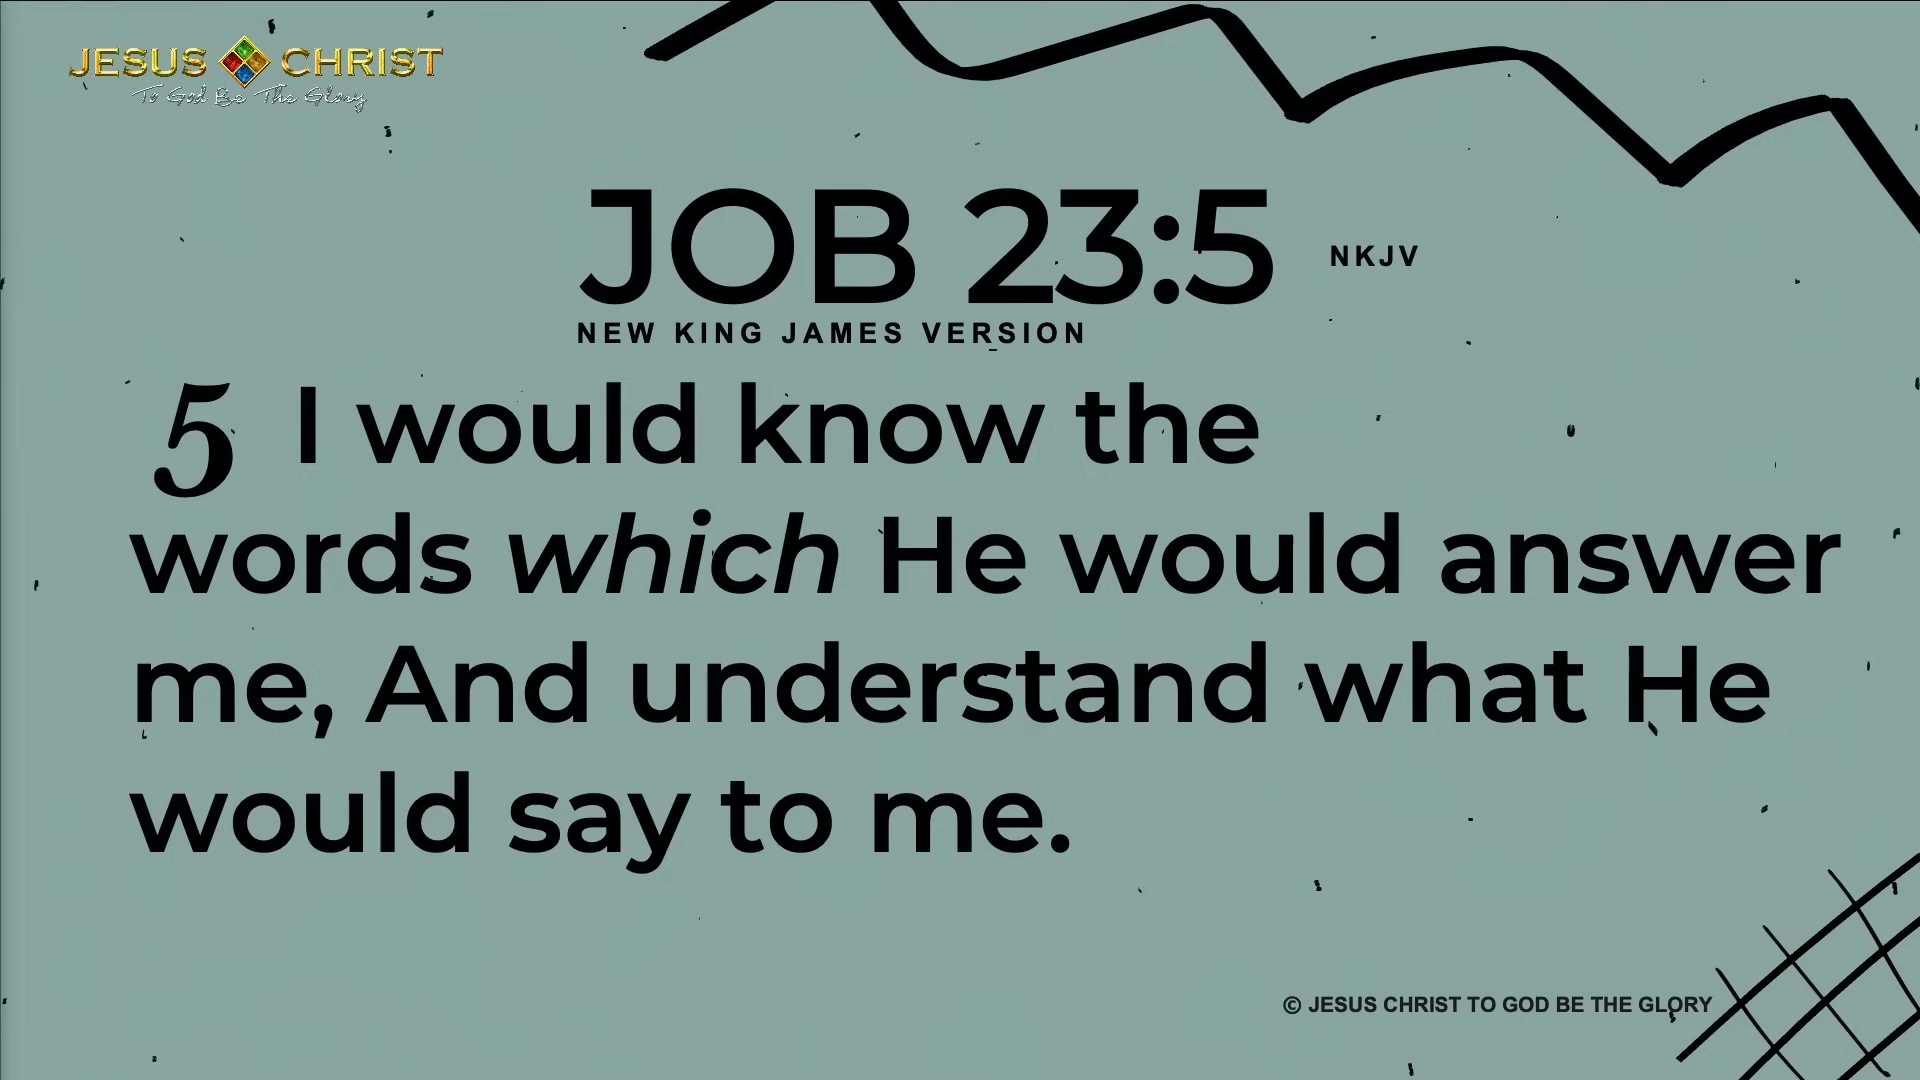 JESUS CHRIST
To God Be The Glory
JOB 23:5 NKJV
NEW KING JAMES VERSION
5 I would know the
words which He would answer
me, And understand what He
would say to me.
© JESUS CHRIST TO GOD BE THE GLORY